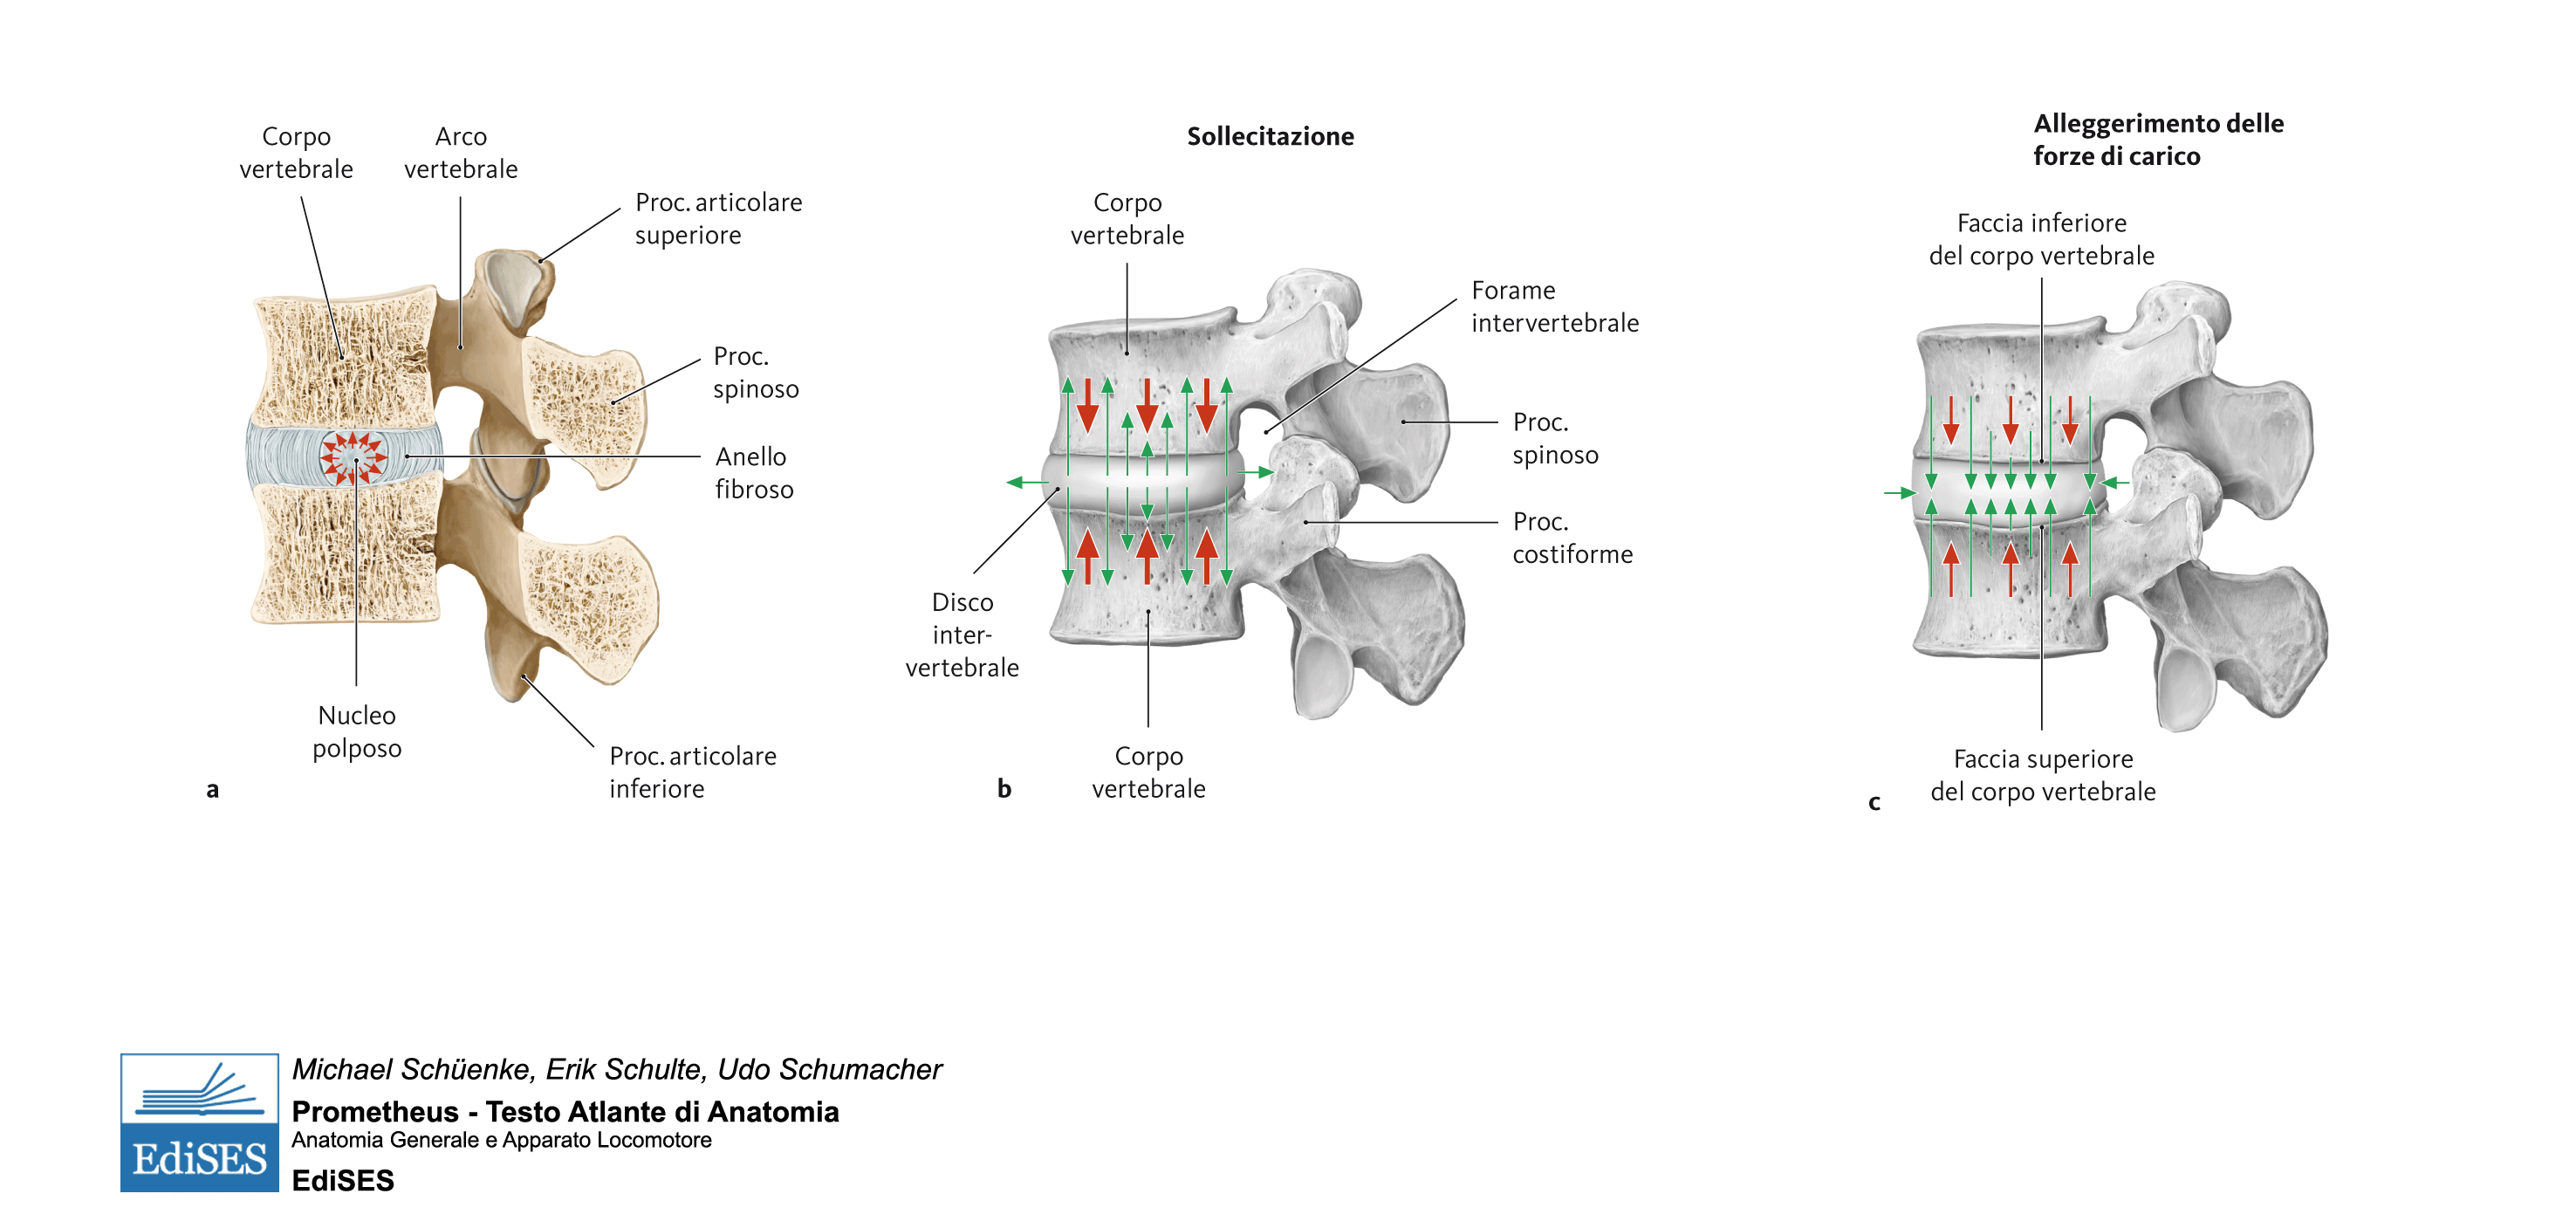 Corpo
vertebrale
Arco
vertebrale
Proc. articolare
superiore
Proc.
spinoso
Anello
fibroso
Nucleo
polposo
Proc. articolare
inferiore
a
Sollecitazione
Corpo
vertebrale
Forame
intervertebrale
Proc.
spinoso
Proc.
costiforme
Disco
inter-
vertebrale
Corpo
vertebrale
b
Alleggerimento delle
forze di carico
Faccia inferiore
del corpo vertebrale
Faccia superiore
del corpo vertebrale
c
EdiSES
Michael Schüenke, Erik Schulte, Udo Schumacher
Prometheus - Testo Atlante di Anatomia
Anatomia Generale e Apparato Locomotore
EdiSES